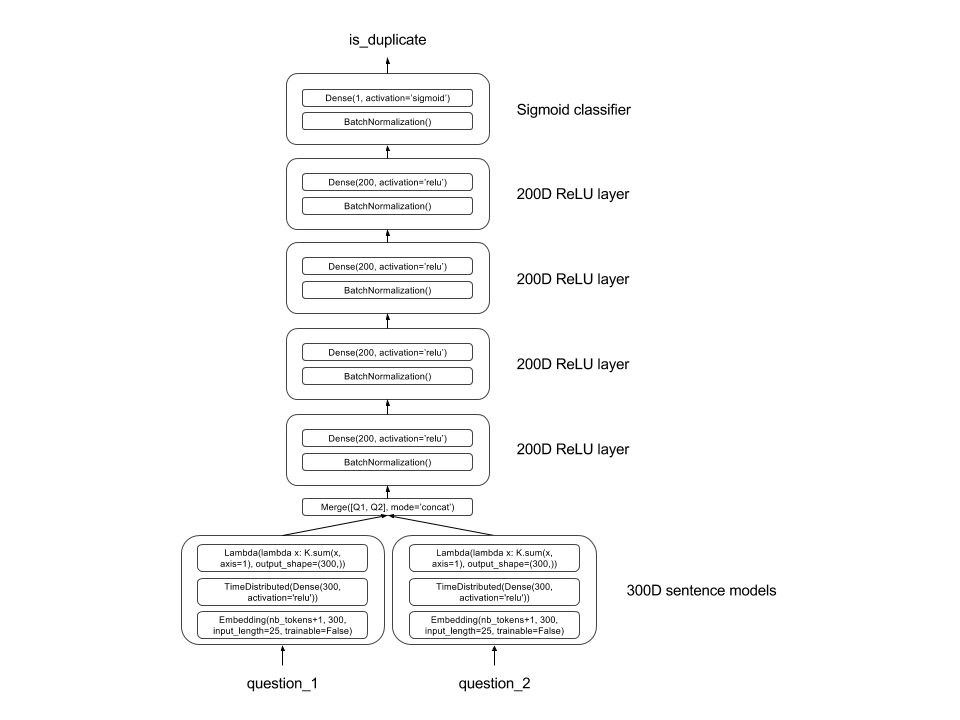 is_duplicate
Dense(1, activation='sigmoid')
BatchNormalization()
Sigmoid classifier
Dense(200, activation='relu')
BatchNormalization()
200D ReLU layer
Dense(200, activation='relu')
BatchNormalization()
200D ReLU layer
Dense(200, activation='relu')
BatchNormalization()
200D ReLU layer
Dense(200, activation='relu')
BatchNormalization()
200D ReLU layer
Merge([Q1, Q2], mode='concat')
Lambda(lambda x: K.sum(x,
axis=1), output_shape=(300,))
TimeDistributed(Dense(300,
activation='relu'))
Embedding(nb_tokens+1, 300,
input_length=25, trainable=False)
Lambda(lambda x: K.sum(x,
axis=1), output_shape=(300,))
TimeDistributed(Dense(300,
activation='relu'))
Embedding(nb_tokens+1, 300,
input_length=25, trainable=False)
300D sentence models
question_1
question_2